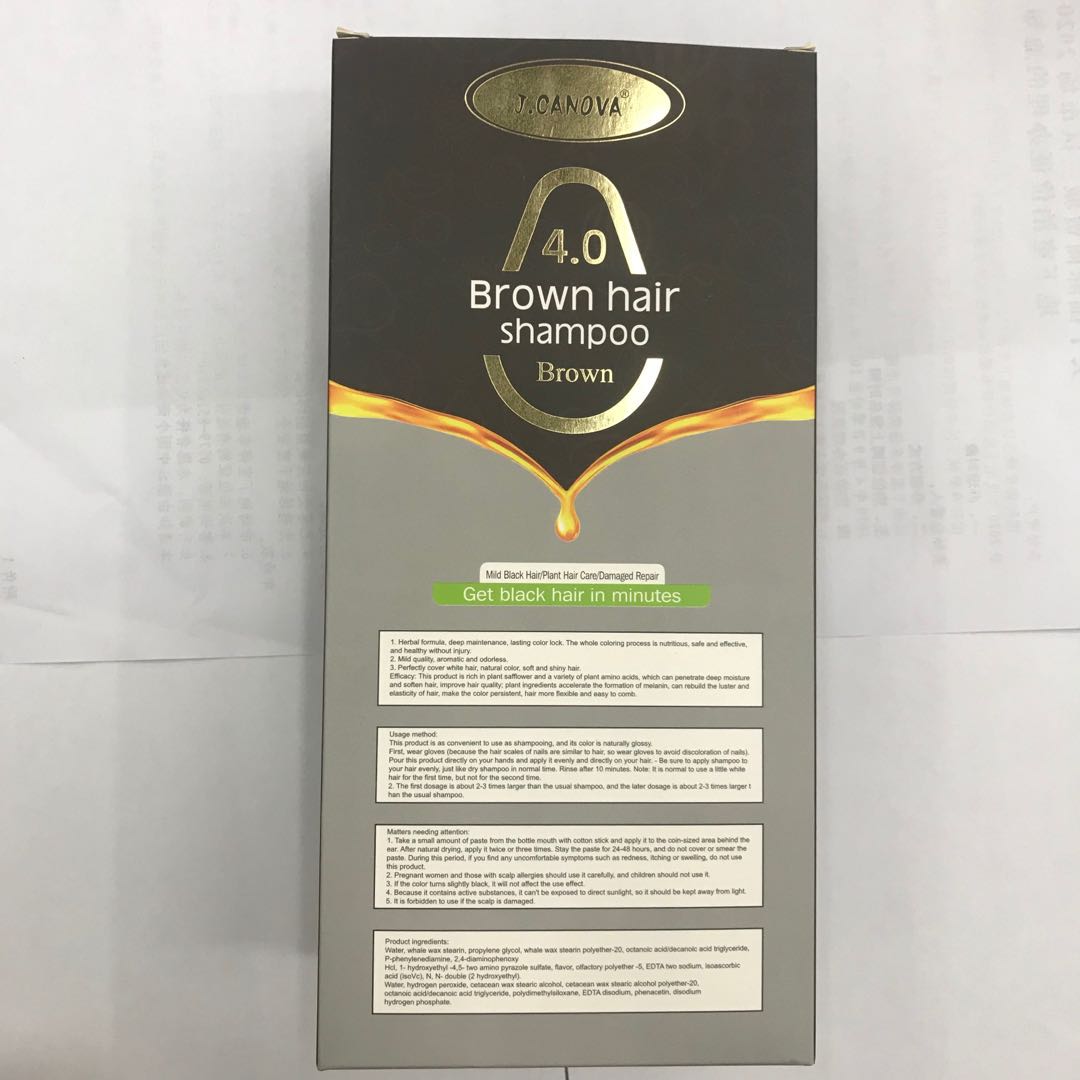 J.CANOVA®
4.0
Brown hair
shampoo
Brown
Mild Black Hair/Plant Hair Care/Damaged Repair
Get black hair in minutes
1. Herbal formula, deep maintenance, lasting color lock. The whole coloring process is nutritious, safe and effective,
and healthy without injury.
2. Mild quality, aromatic and odorless.
3. Perfectly cover white hair, natural color, soft and shiny hair.
Efficacy: This product is rich in plant safflower and a variety of plant amino acids, which can penetrate deep moisture
and soften hair, improve hair quality; plant ingredients accelerate the formation of melanin, can rebuild the luster and
elasticity of hair, make the color persistent, hair more flexible and easy to comb.
Usage method:
This product is as convenient to use as shampooing, and its color is naturally glossy.
First, wear gloves (because the hair scales of nails are similar to hair, so wear gloves to avoid discoloration of nails).
Pour this product directly on your hands and apply it evenly and directly on your hair. - Be sure to apply shampoo to
your hair evenly, just like dry shampoo in normal time. Rinse after 10 minutes. Note: It is normal to use a little white
hair for the first time, but not for the second time.
2. The first dosage is about 2-3 times larger than the usual shampoo, and the later dosage is about 2-3 times larger t
han the usual shampoo.
Matters needing attention:
1. Take a small amount of paste from the bottle mouth with cotton stick and apply it to the coin-sized area behind the
ear. After natural drying, apply it twice or three times. Stay the paste for 24-48 hours, and do not cover or smear the
paste. During this period, if you find any uncomfortable symptoms such as redness, itching or swelling, do not use
this product.
2. Pregnant women and those with scalp allergies should use it carefully, and children should not use it.
3. If the color turns slightly black, it will not affect the use effect.
4. Because it contains active substances, it can't be exposed to direct sunlight, so it should be kept away from light.
5. It is forbidden to use if the scalp is damaged.
Product ingredients:
Water, whale wax stearin, propylene glycol, whale wax stearin polyether-20, octanoic acid/decanoic acid triglyceride,
P-phenylenediamine, 2,4-diaminophenoxy
Hcl, 1- hydroxyethyl -4,5- two amino pyrazole sulfate, flavor, olfactory polyether -5, EDTA two sodium, isoascorbic
acid (isoVc), N, N- double (2 hydroxyethyl).
Water, hydrogen peroxide, cetacean wax stearic alcohol, cetacean wax stearic alcohol polyether-20,
octanoic acid/decanoic acid triglyceride, polydimethylsiloxane, EDTA disodium, phenacetin, disodium
hydrogen phosphate.